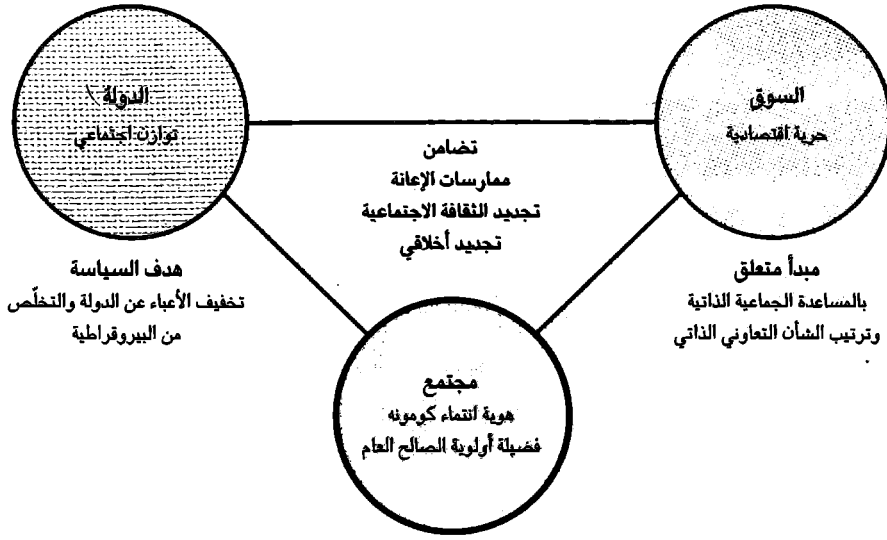 السوق
حرية اقتصادية
الدولة
توازن اجتماعي
تضامن
ممارسات الإعانة
تجديد الثقافة الاجتماعية
تجديد أخلاقي
مبدأ متعلق
بالمساعدة الجماعية الذاتية
وترتيب الشأن التعاوني الذاتي
هدف السياسة
تخفيف الأعباء عن الدولة والتخلّص
من البيروقراطية
مجتمع
هوية انتماء كومونه
فضيلة أولوية الصالح العام